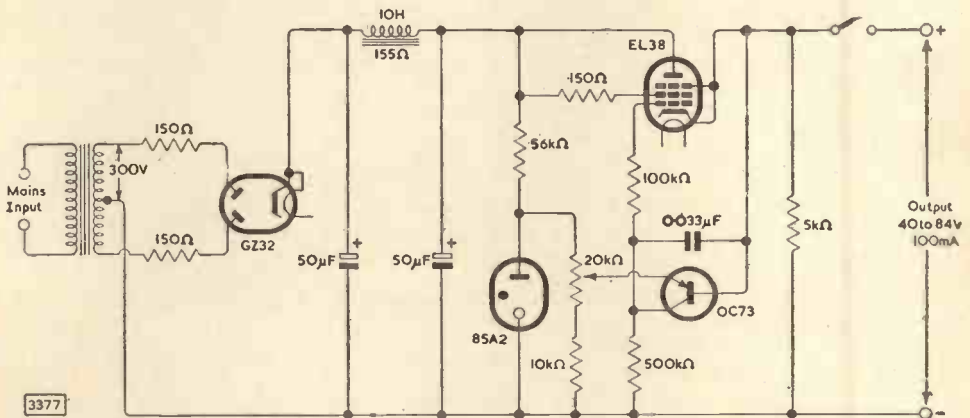 10H
155Ω
EL38
150Ω
150Ω
300V
Mains
Input
GZ32
150Ω
50μF
+
50μF
+
56kΩ
100kΩ
0·033μF
20kΩ
85A2
OC73
10kΩ
500kΩ
5kΩ
+
Output
40 to 84v
100mA
-
3377